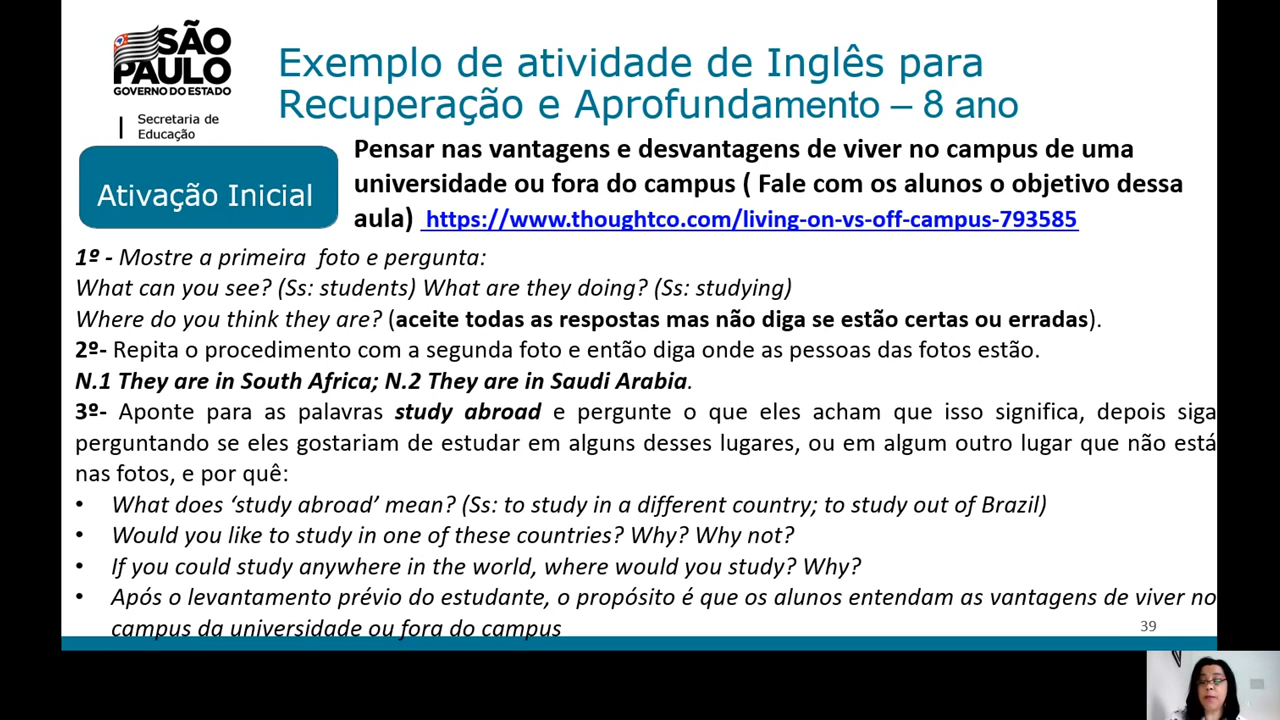 SÃO
PAULO
GOVERNO DO ESTADO
Secretaria de
Educação
Exemplo de atividade de Inglês para
Recuperação e Aprofundamento – 8 ano
Ativação Inicial
Pensar nas vantagens e desvantagens de viver no campus de uma
universidade ou fora do campus ( Fale com os alunos o objetivo dessa
aula) https://www.thoughtco.com/living-on-vs-off-campus-793585
1º - Mostre a primeira foto e pergunta:
What can you see? (Ss: students) What are they doing? (Ss: studying)
Where do you think they are? (aceite todas as respostas mas não diga se estão certas ou erradas).
2º- Repita o procedimento com a segunda foto e então diga onde as pessoas das fotos estão.
N.1 They are in South Africa; N.2 They are in Saudi Arabia.
3º- Aponte para as palavras study abroad e pergunte o que eles acham que isso significa, depois siga
perguntando se eles gostariam de estudar em alguns desses lugares, ou em algum outro lugar que não está
nas fotos, e por quê:
• What does ‘study abroad’ mean? (Ss: to study in a different country; to study out of Brazil)
• Would you like to study in one of these countries? Why? Why not?
• If you could study anywhere in the world, where would you study? Why?
• Após o levantamento prévio do estudante, o propósito é que os alunos entendam as vantagens de viver no
campus da universidade ou fora do campus
39